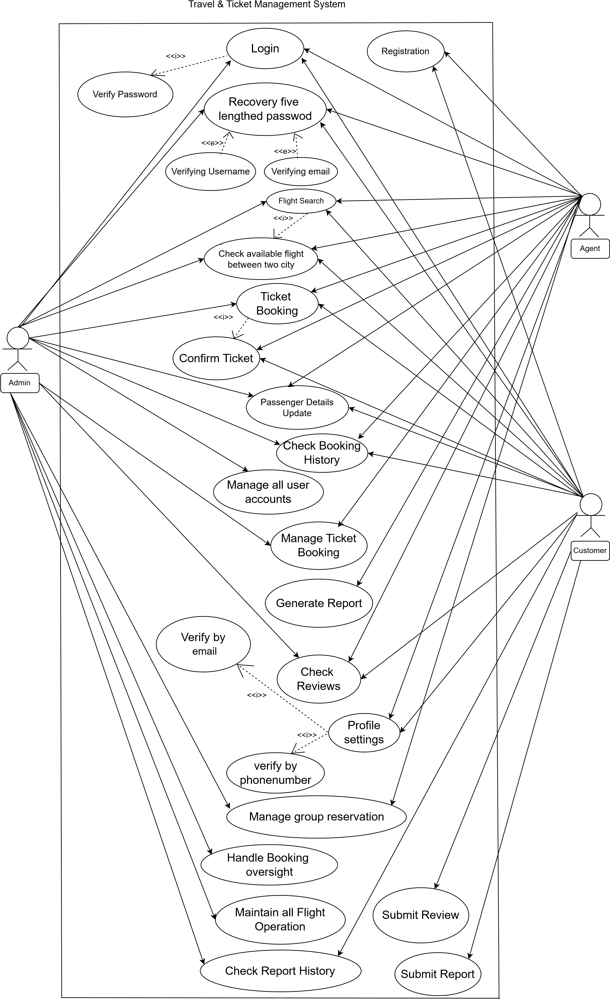 Travel & Ticket Management System
Login
Registration
<<i>>
Verify Password
Recovery five
lengthed passwod
<<e>>
<<e>>
Verifying Username
Verifying email
Flight Search
<<i>>
Agent
Check available flight
between two city
Ticket
Booking
<<i>>
Confirm Ticket
Admin
Passenger Details
Update
Check Booking
History
Manage all user
accounts
Manage Ticket
Booking
Customer
Generate Report
Verify by
email
Check
Reviews
<<i>>
Profile
settings
<<i>>
verify by
phonenumber
Manage group reservation
Handle Booking
oversight
Maintain all Flight
Operation
Submit Review
Check Report History
Submit Report